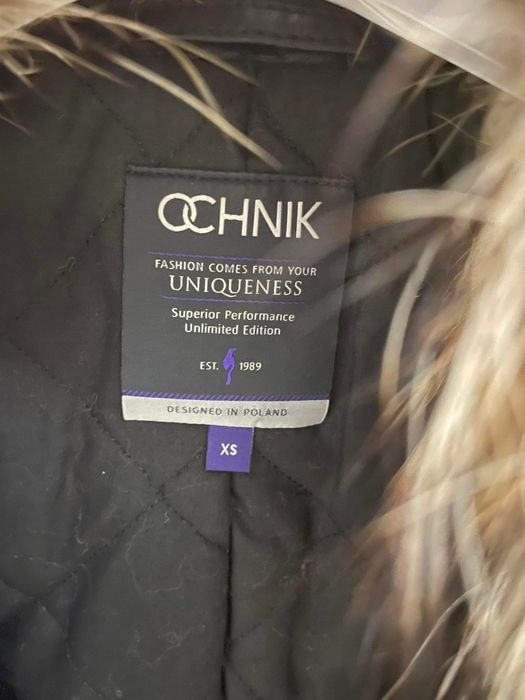 OCHNIK
FASHION COMES FROM YOUR
UNIQUENESS
Superior Performance
Unlimited Edition
EST. 1989
DESIGNED IN POLAND
XS